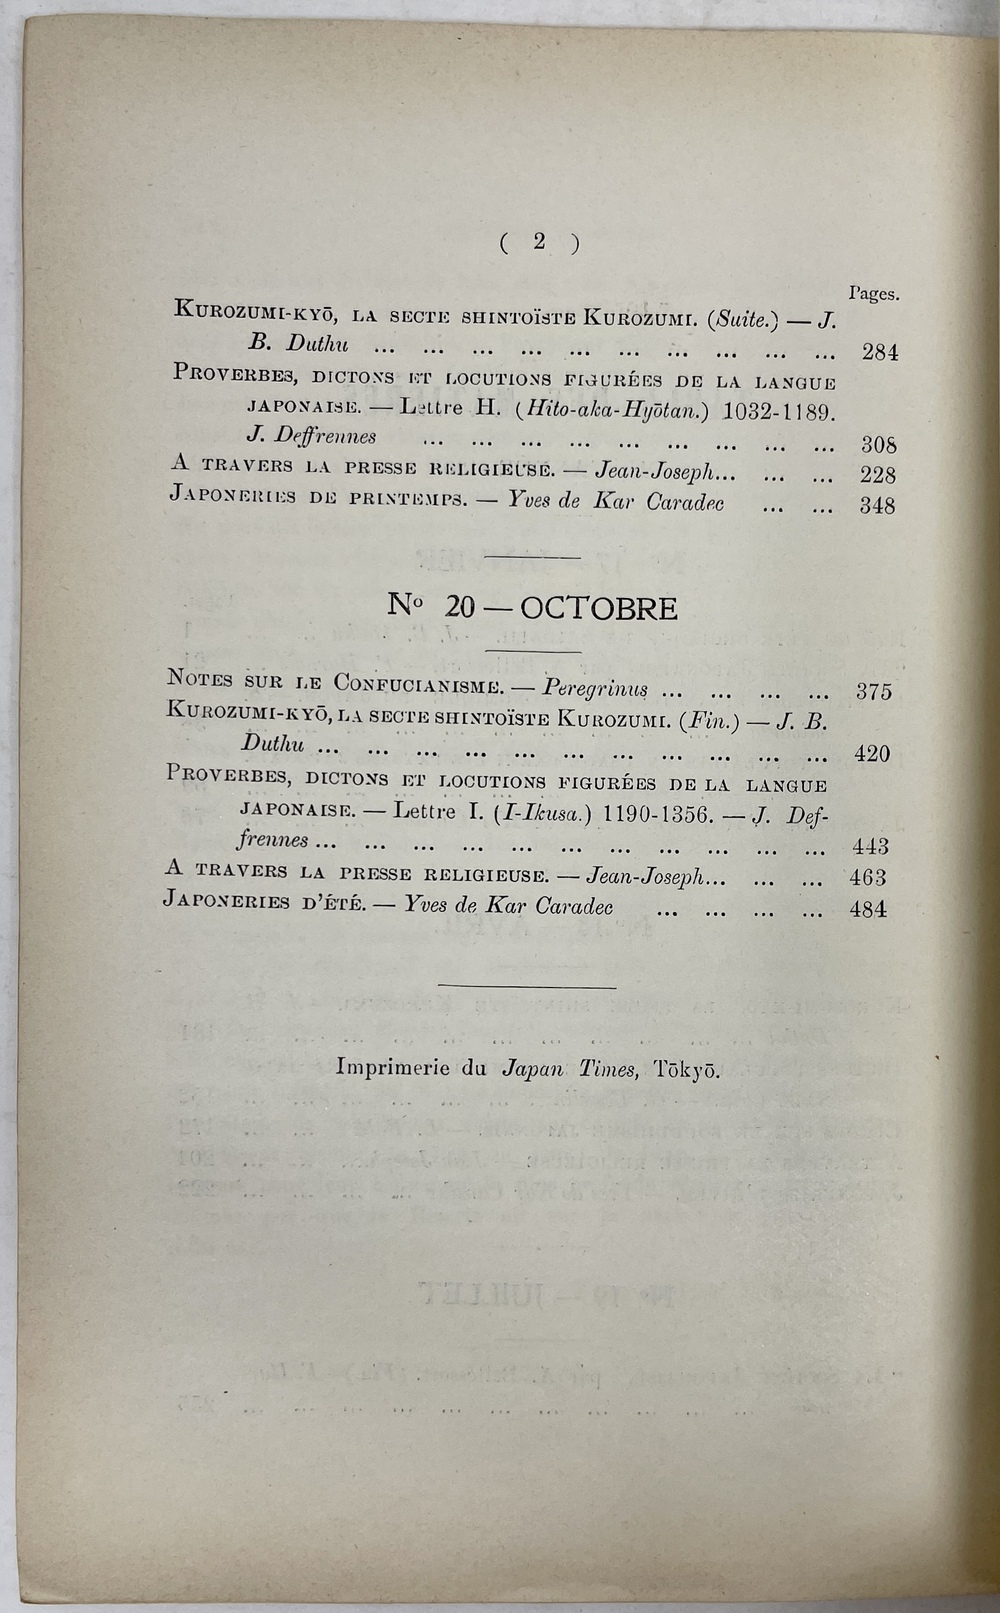 ( 2 )
Pages.
Kurozumi-kyō, la secte shintoïste Kurozumi. (Suite.) — J.
B. Duthu ... ... ... ... ... ... ... ... ... ... 284
Proverbes, dictons et locutions figurées de la langue
japonaise. — Lettre H. (Hito-aka-Hyōtan.) 1032-1189.
J. Deffrennes ... ... ... ... ... ... ... ... ... 308
A travers la presse religieuse. — Jean-Joseph... ... ... 228
Japoneries de printemps. — Yves de Kar Caradec ... ... 348
No 20 — OCTOBRE
Notes sur le Confucianisme. — Peregrinus ... ... ... ... 375
Kurozumi-kyō, la secte shintoïste Kurozumi. (Fin.) — J. B.
Duthu ... ... ... ... ... ... ... ... ... ... ... 420
Proverbes, dictons et locutions figurées de la langue
japonaise. — Lettre I. (I-Ikusa.) 1190-1356. — J. Def-
frennes ... ... ... ... ... ... ... ... ... ... ... 443
A travers la presse religieuse. — Jean-Joseph... ... ... 463
Japoneries d'été. — Yves de Kar Caradec ... ... ... ... 484
Imprimerie du Japan Times, Tōkyō.